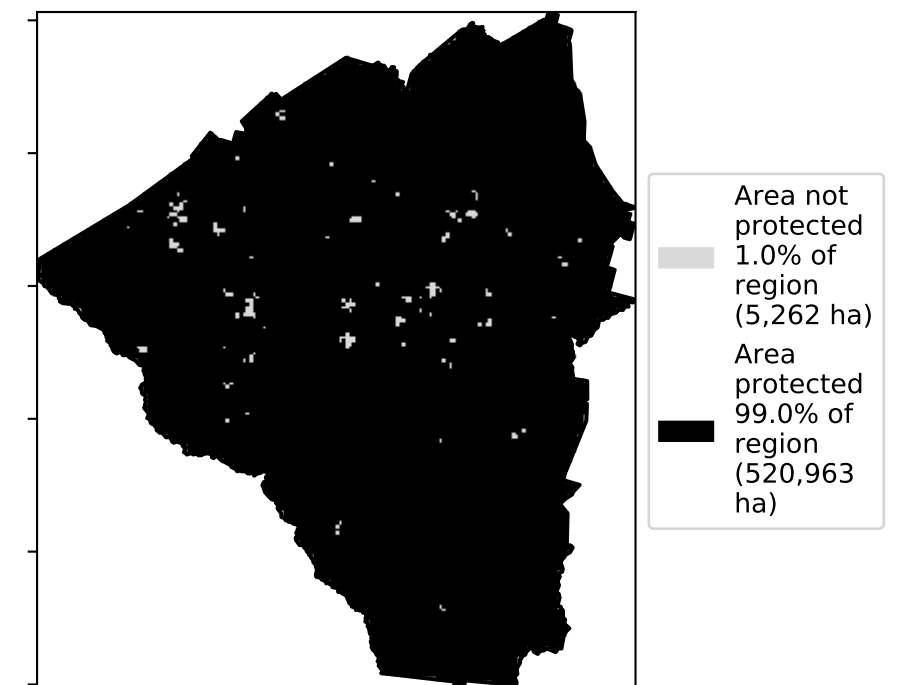 Area not
protected
1.0% of
region
(5,262 ha)
Area
protected
99.0% of
region
(520,963
ha)